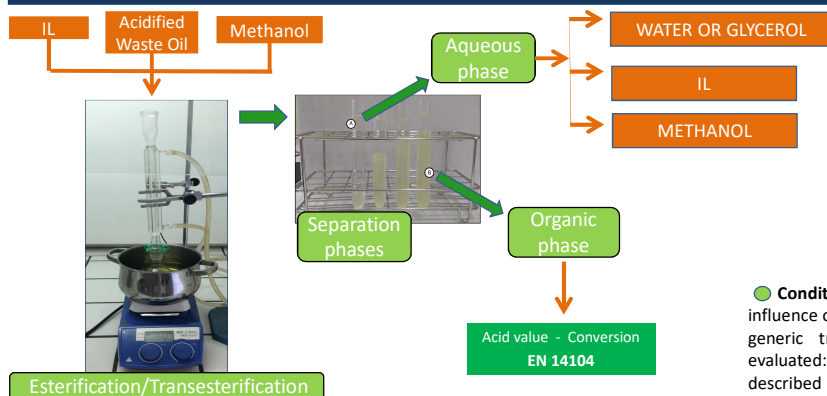 IL
Acidified
Waste Oil
Methanol
Aqueous
phase
WATER OR GLYCEROL
IL
METHANOL
A
B
Separation
phases
Organic
phase
Acid value - Conversion
EN 14104
Esterification/Transesterification
Condit
influence o
generic tr
evaluated:
described